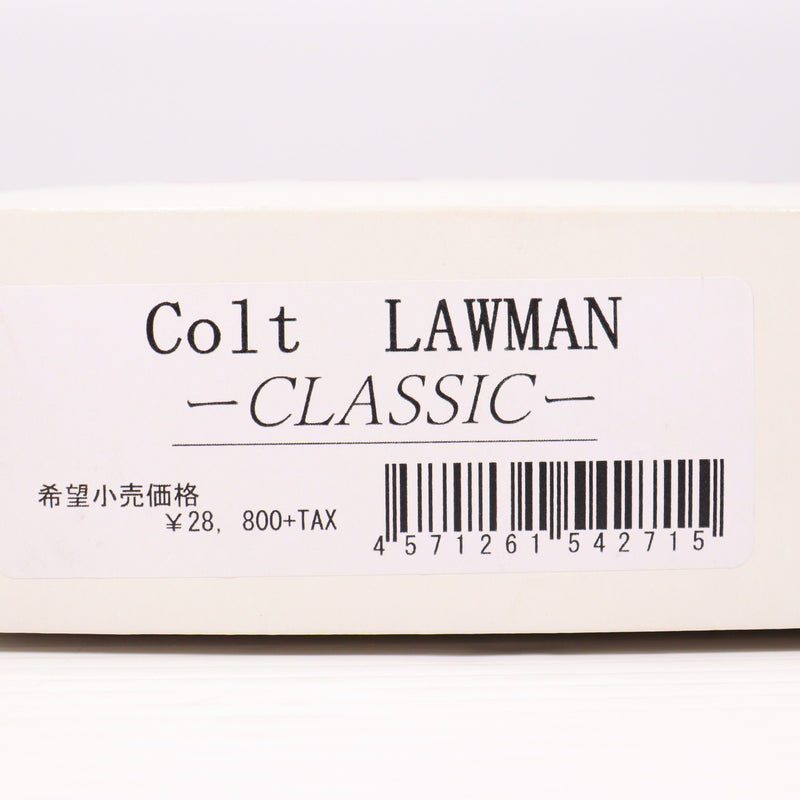 Colt LAWMAN
—CLASSIC—
希望小売価格
￥28, 800+TAX
4 571261 542715